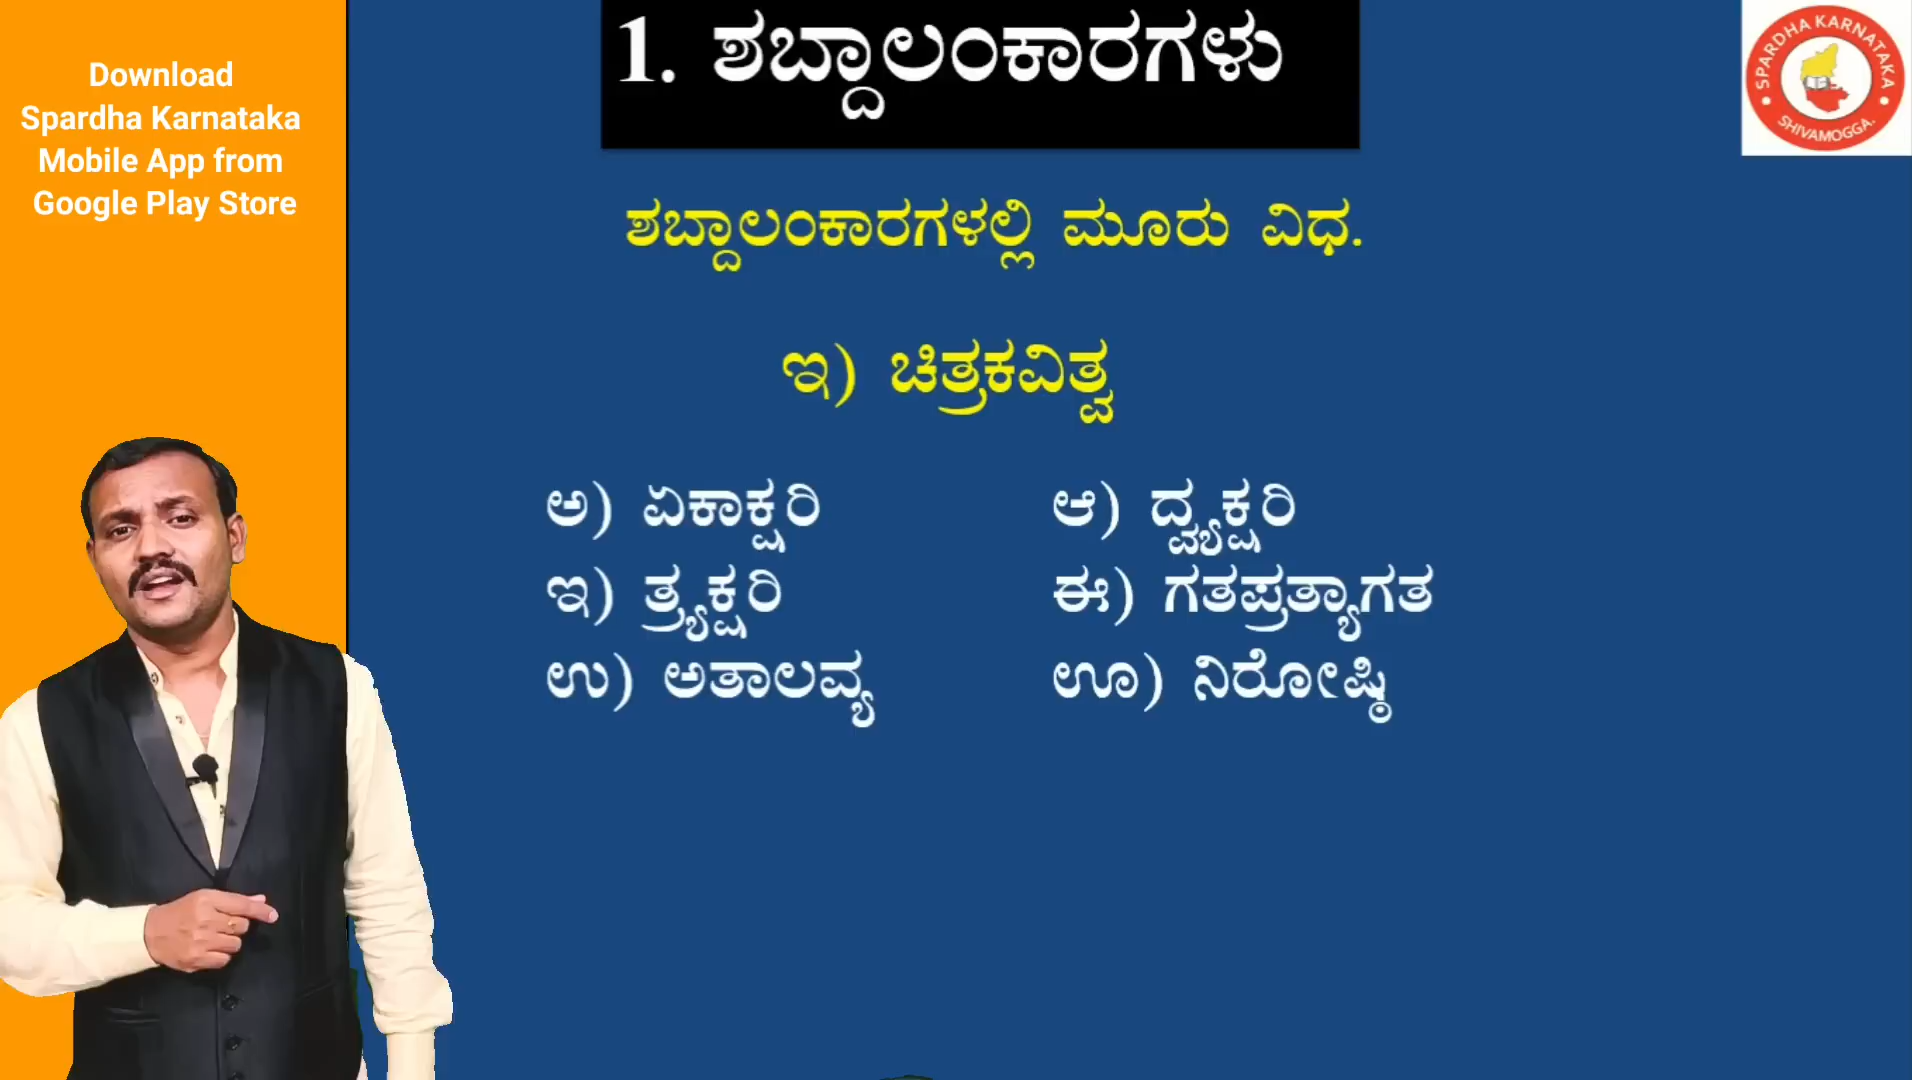 Download
Spardha Karnataka
Mobile App from
Google Play Store
1. ಶಬ್ದಾಲಂಕಾರಗಳು
SPARDHA KARNATAKA
SHIVAMOGGA.
ಶಬ್ದಾಲಂಕಾರಗಳಲ್ಲಿ ಮೂರು ವಿಧ.
ಇ) ಚಿತ್ರಕವಿತ್ವ
ಅ) ಏಕಾಕ್ಷರಿ ಆ) ದ್ವ್ಯಕ್ಷರಿ
ಇ) ತ್ರ್ಯಕ್ಷರಿ ಈ) ಗತಪ್ರತ್ಯಾಗತ
ಉ) ಅತಾಲವ್ಯ ಊ) ನಿರೋಷ್ಠಿ